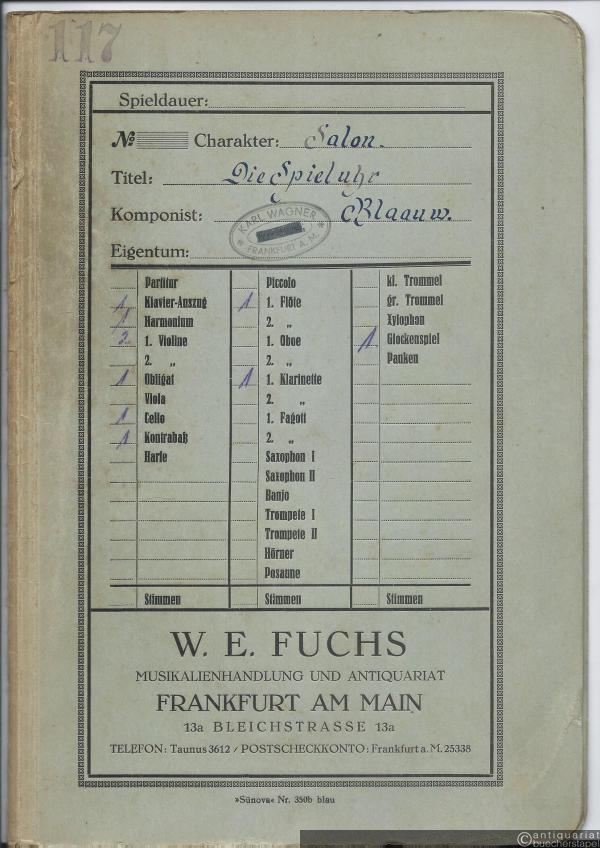 117
Spieldauer:
№ Charakter: Salon.
Titel: Die Spieluhr
Komponist: Blaauw.
KARL WAGNER
FRANKFURT A. M.
Eigentum:
Partitur
1 Klavier-Auszug
1 Harmonium
2 1. Violine
2. „
1 Obligat
Viola
1 Cello
1 Kontrabaß
Harfe
Stimmen
Piccolo
1 1. Flöte
2. „
1. Oboe
2. „
1 1. Klarinette
2. „
1. Fagott
2. „
Saxophon I
Saxophon II
Banjo
Trompete I
Trompete II
Hörner
Posaune
Stimmen
kl. Trommel
gr. Trommel
Xylophon
1 Glockenspiel
Pauken
Stimmen
W. E. FUCHS
MUSIKALIENHANDLUNG UND ANTIQUARIAT
FRANKFURT AM MAIN
13a BLEICHSTRASSE 13a
TELEFON: Taunus 3612 / POSTSCHECKKONTO: Frankfurt a. M. 25338
»Sünova« Nr. 350b blau
© antiquariat
buecherstapel